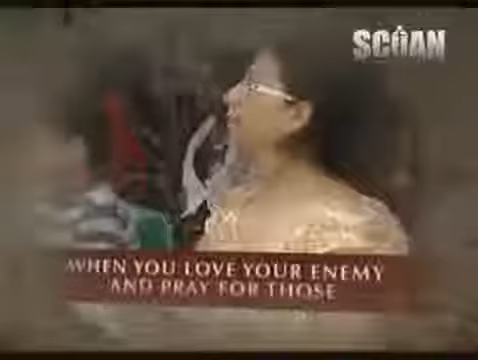 SCOAN
WHEN YOU LOVE YOUR ENEMY
AND PRAY FOR THOSE